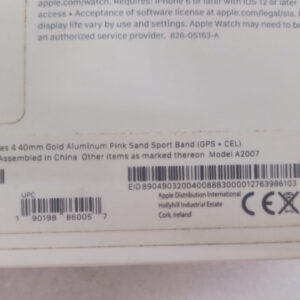 apple.com/watch. Requires: iPhone 6 or later with iOS 12 or later
access • Acceptance of software license at apple.com/legal/sla.
display life vary by use and settings. Apple Watch may need to be
an authorized service provider. 826-05163-A
es 4 40mm Gold Aluminum Pink Sand Sport Band (GPS + CEL)
Assembled in China Other items as marked thereon Model A2007
EID 89049032004008883000012763986103
UPC
1 90198 86005 7
Apple Distribution International
Hollyhill Industrial Estate
Cork, Ireland
CE